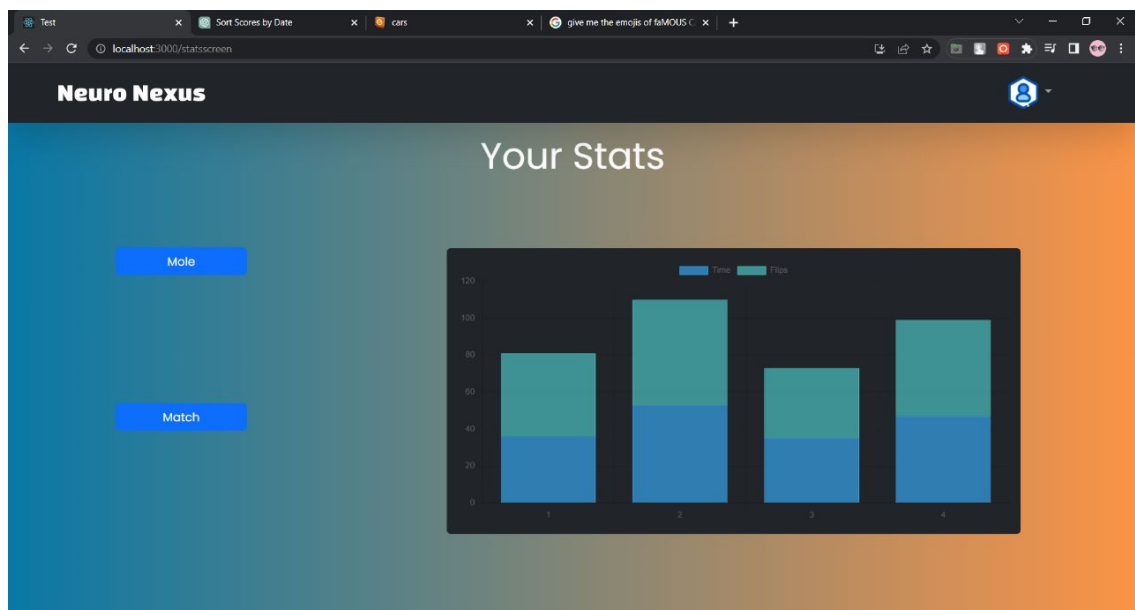 Test
Sort Scores by Date
cars
give me the emojis of faMOUS C
localhost:3000/statsscreen
Neuro Nexus
Your Stats
Mole
Match
Time Flips
120
100
80
60
40
20
0
1 2 3 4